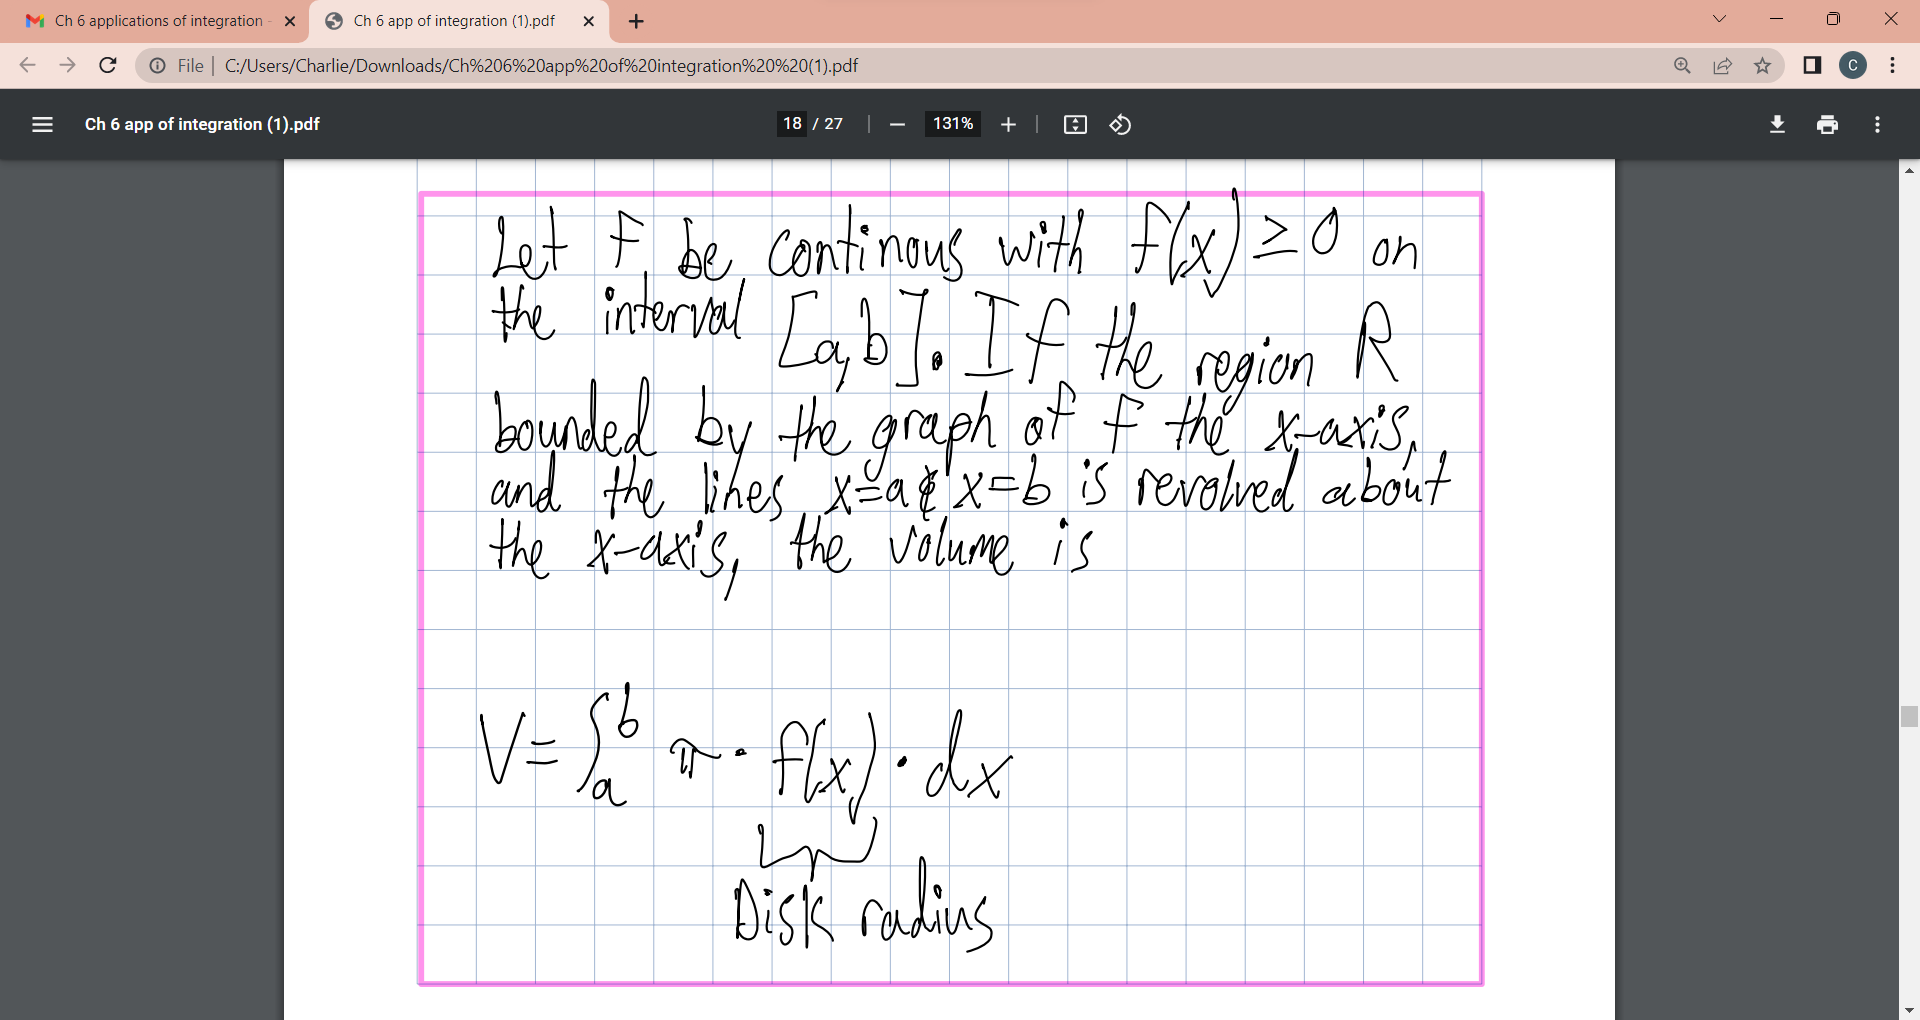 Ch 6 applications of integration
Ch 6 app of integration (1).pdf
File | C:/Users/Charlie/Downloads/Ch%206%20app%20of%20integration%20%20(1).pdf
C
Ch 6 app of integration (1).pdf
18 / 27
131%
Let f be continous with f(x) ≥ 0 on
the interval [a,b]. If the region R
bounded by the graph of f the x-axis,
and the lines x=a & x=b is revolved about
the x-axis, the volume is
V = ∫_a^b π · f(x) · dx
Disk radius